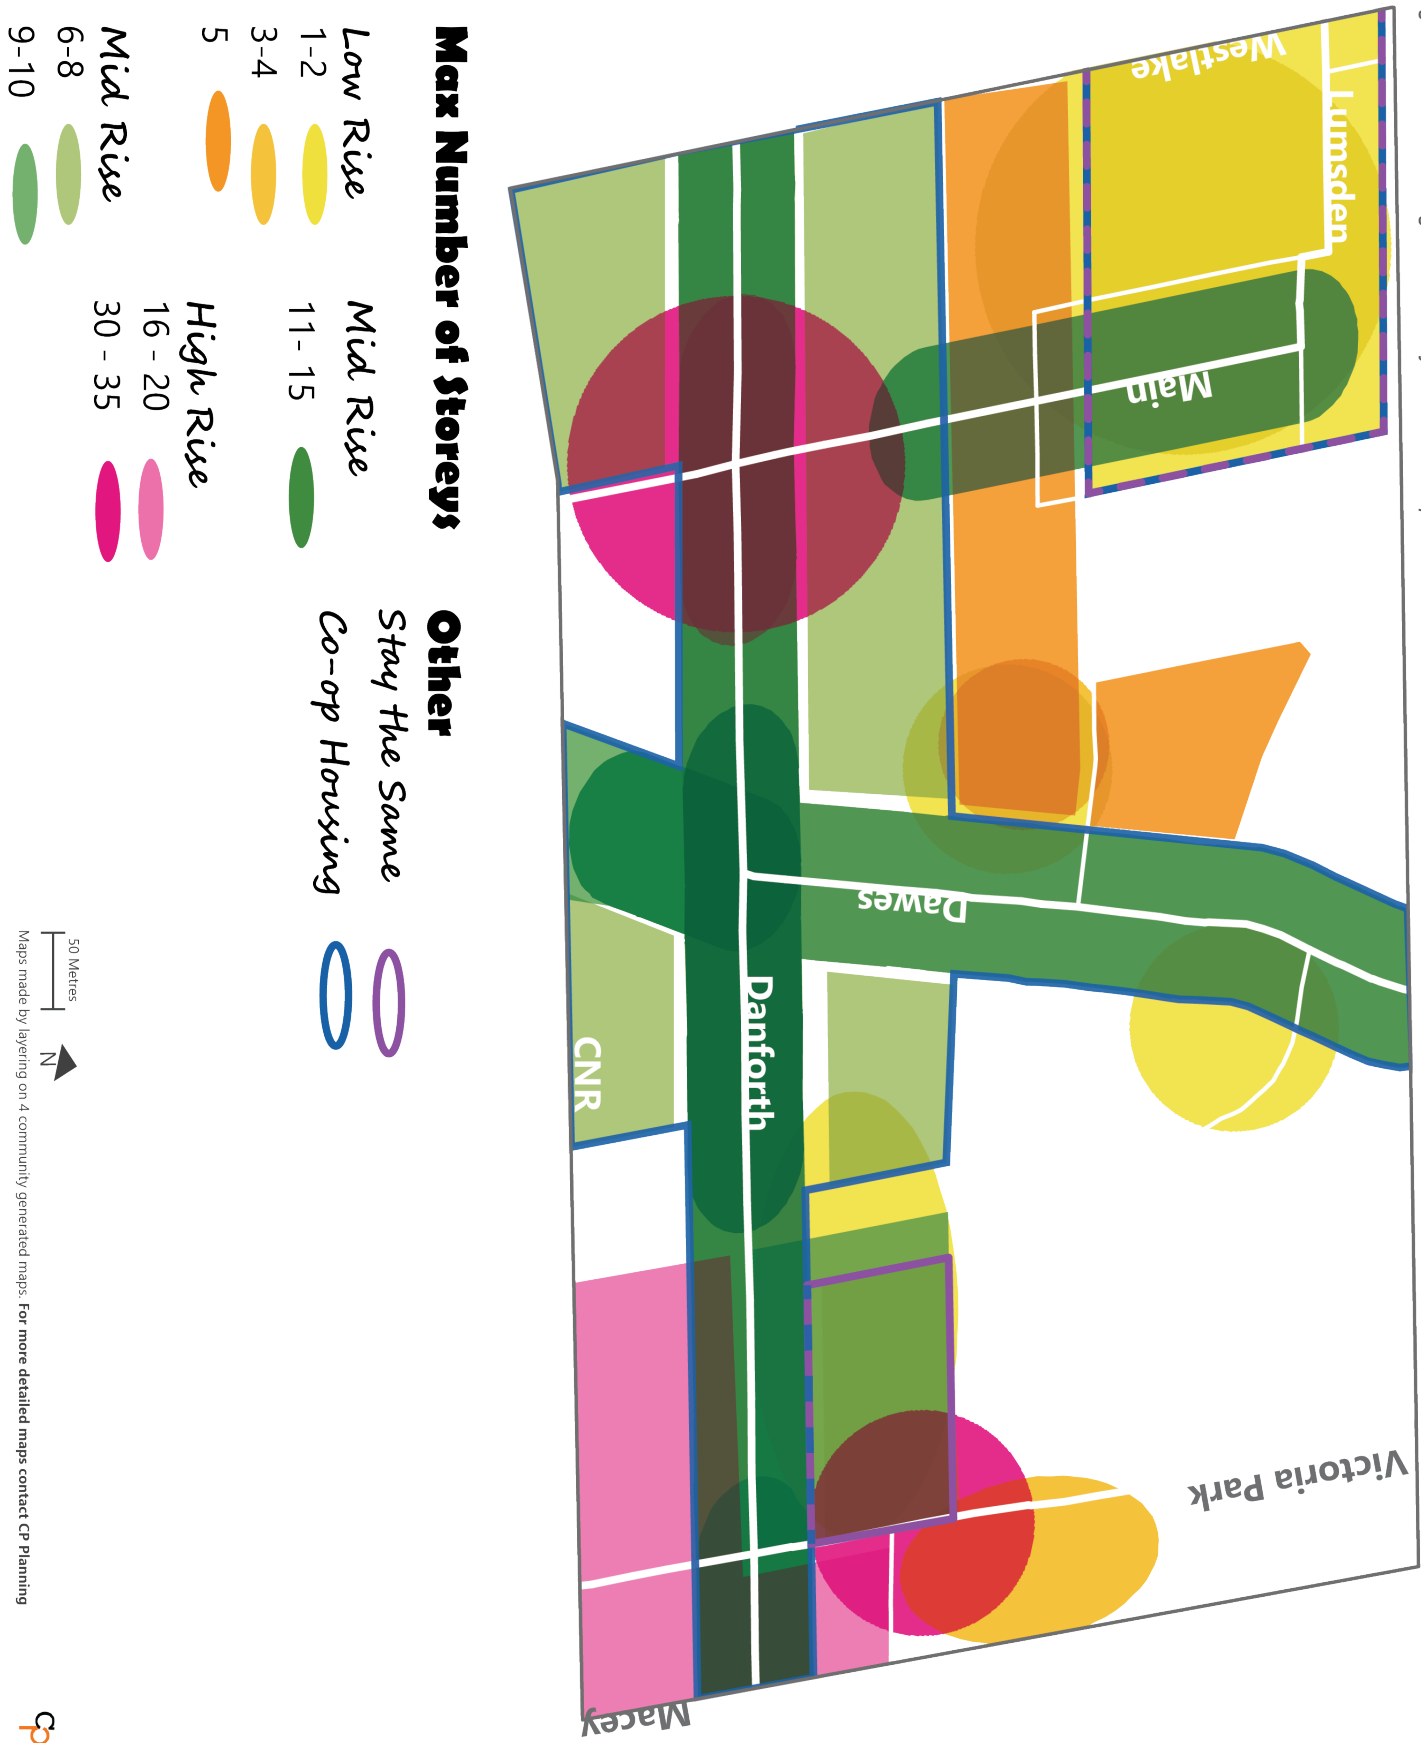 Westlake
Lumsden
Main
Dawes
Danforth
CNR
Victoria Park
Macey
Max Number of Storeys
Low Rise
1-2
3-4
5
Mid Rise
6-8
9-10
Mid Rise
11- 15
High Rise
16 - 20
30 - 35
Other
Stay the Same
Co-op Housing
50 Metres
N
Maps made by layering on 4 community generated maps. For more detailed maps contact CP Planning
cp